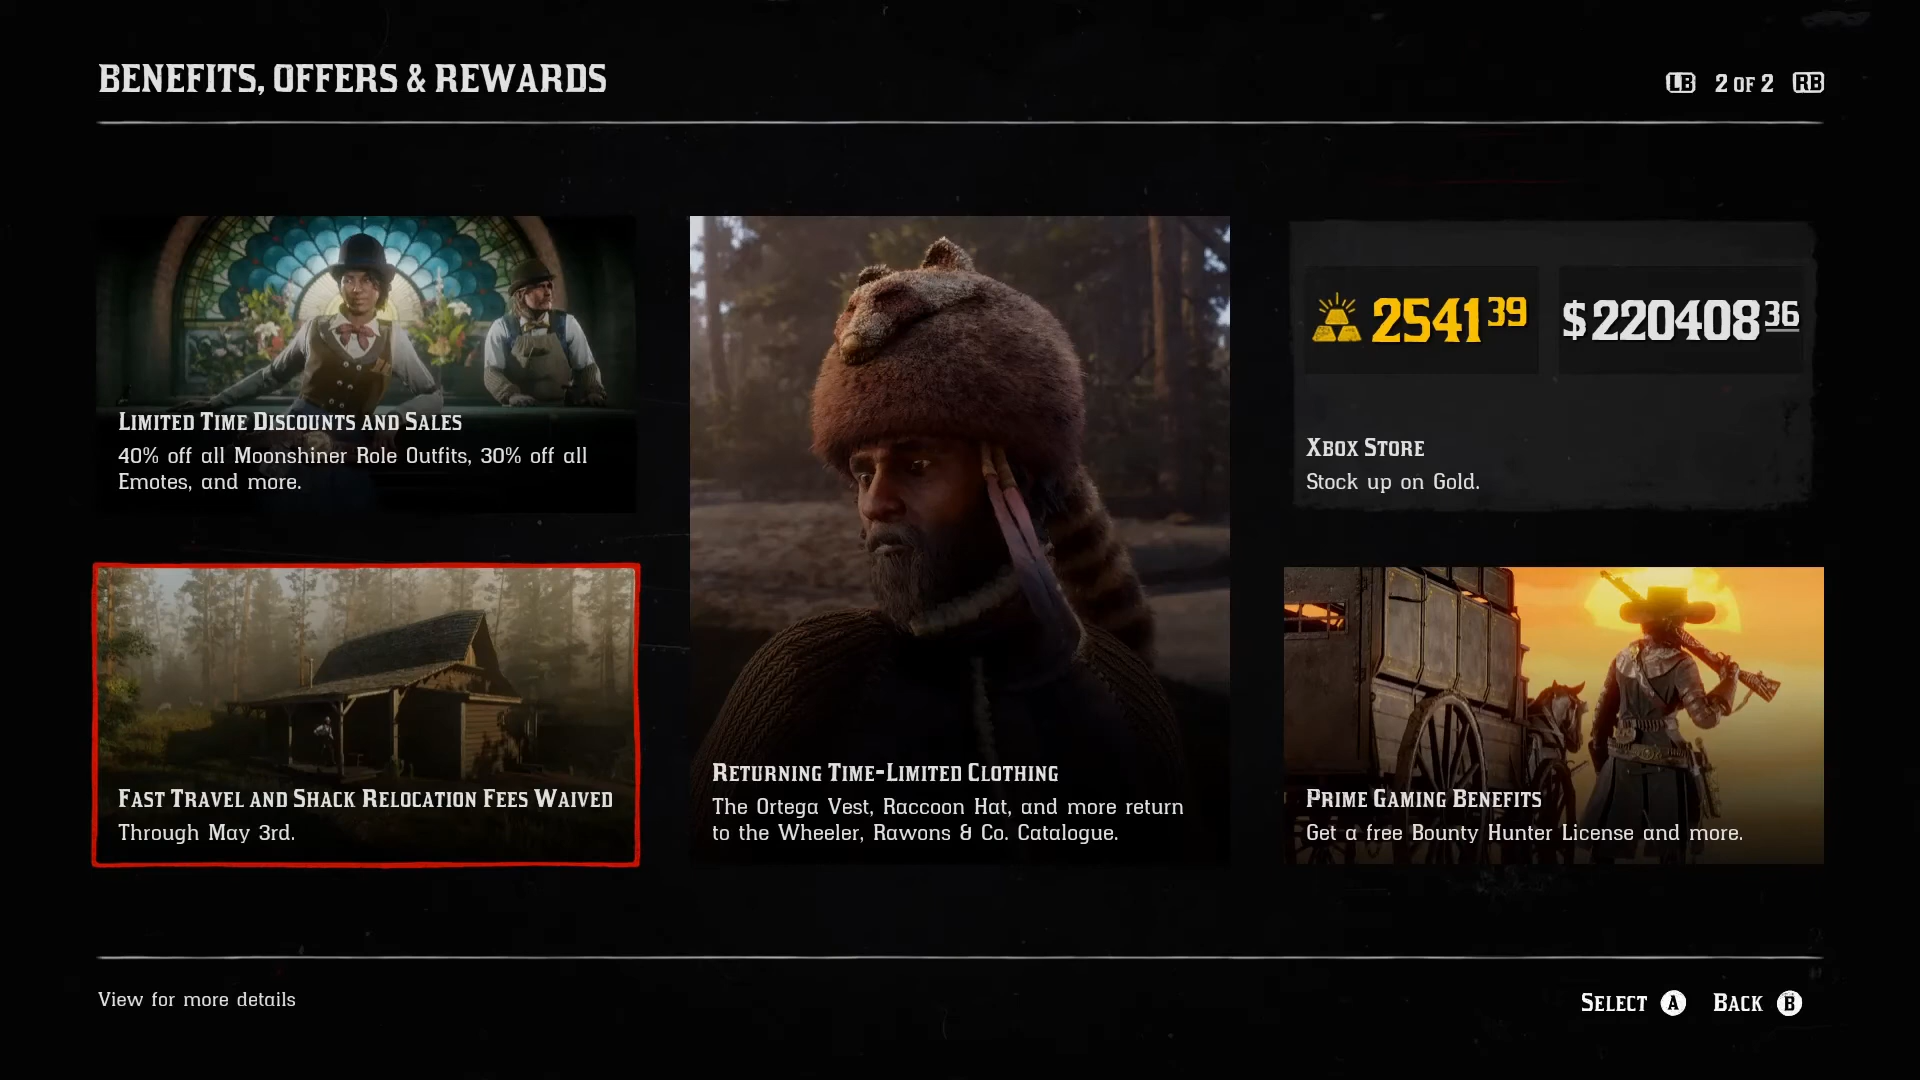 BENEFITS, OFFERS & REWARDS
LB 2 OF 2 RB
LIMITED TIME DISCOUNTS AND SALES
40% off all Moonshiner Role Outfits, 30% off all
Emotes, and more.
FAST TRAVEL AND SHACK RELOCATION FEES WAIVED
Through May 3rd.
RETURNING TIME-LIMITED CLOTHING
The Ortega Vest, Raccoon Hat, and more return
to the Wheeler, Rawons & Co. Catalogue.
2541 39 $220408 36
XBOX STORE
Stock up on Gold.
PRIME GAMING BENEFITS
Get a free Bounty Hunter License and more.
View for more details
SELECT A BACK B